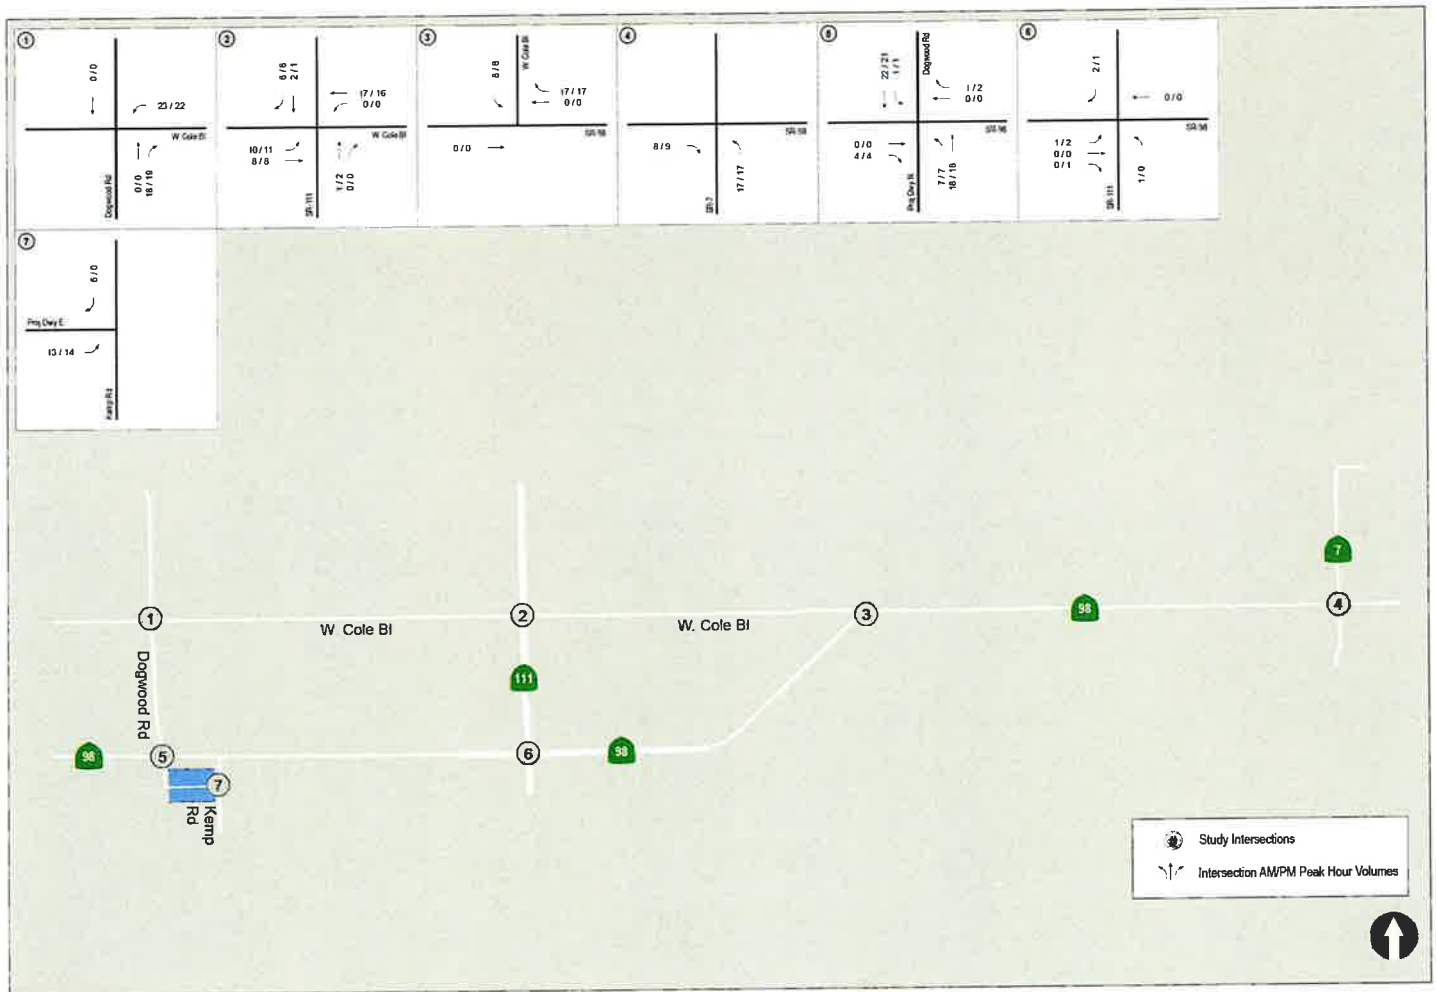 1
0 / 0
23 / 22
W. Cole Bl
0 / 0
18 / 19
Dogwood Rd
2
6 / 6
2 / 1
17 / 16
0 / 0
W. Cole Bl
10 / 11
8 / 8
1 / 2
0 / 0
SR-111
3
8 / 8
W. Cole Bl
17 / 17
0 / 0
SR-98
0 / 0
4
SR-98
8 / 9
17 / 17
SR-7
5
22 / 21
1 / 1
Dogwood Rd
1 / 2
0 / 0
SR-98
0 / 0
4 / 4
7 / 7
18 / 18
6
2 / 1
0 / 0
SR-98
1 / 2
0 / 0
0 / 1
1 / 0
SR-111
7
6 / 0
Proj Dwy E
13 / 14
Kemp Rd
7
1
2
3
98
4
W. Cole Bl
W. Cole Bl
Dogwood Rd
111
98
5
6
98
7
Kemp
Rd
#
Study Intersections
Intersection AM/PM Peak Hour Volumes